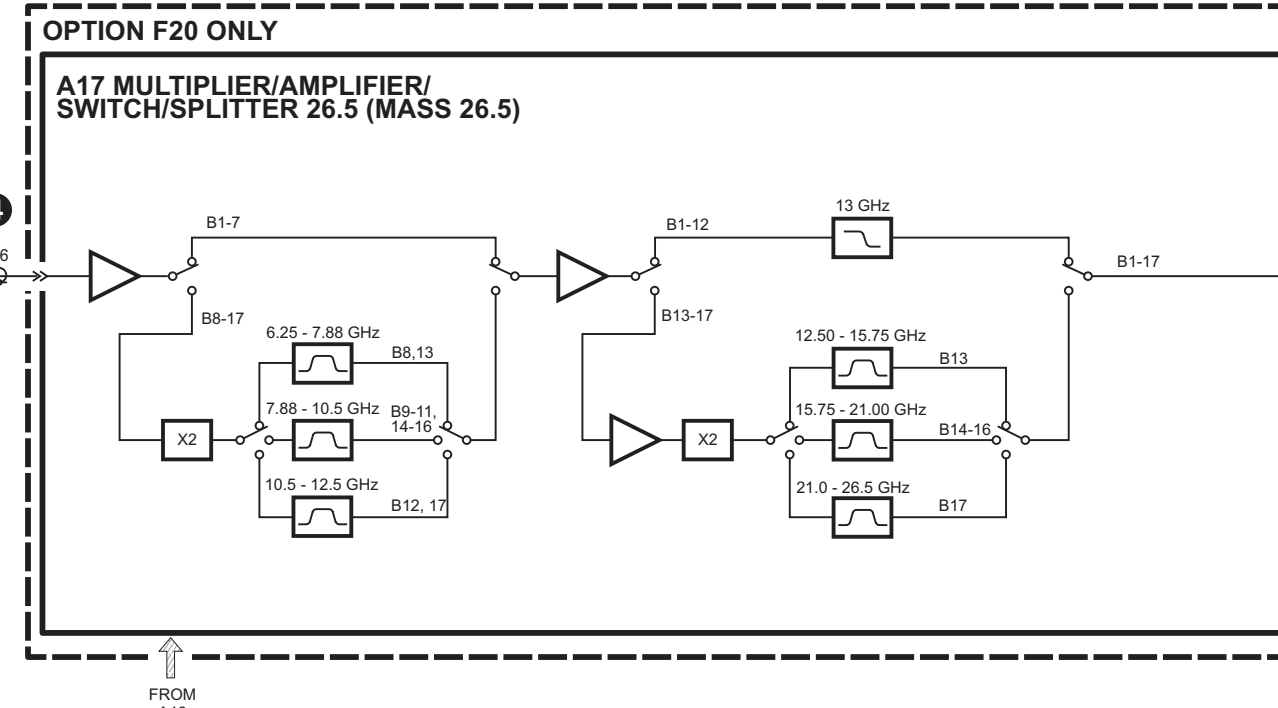 OPTION F20 ONLY
A17 MULTIPLIER/AMPLIFIER/
SWITCH/SPLITTER 26.5 (MASS 26.5)
6
B1-7
B8-17
6.25 - 7.88 GHz
B8,13
7.88 - 10.5 GHz
B9-11,
14-16
X2
10.5 - 12.5 GHz
B12, 17
B1-12
13 GHz
B1-17
B13-17
12.50 - 15.75 GHz
B13
15.75 - 21.00 GHz
B14-16
X2
21.0 - 26.5 GHz
B17
FROM